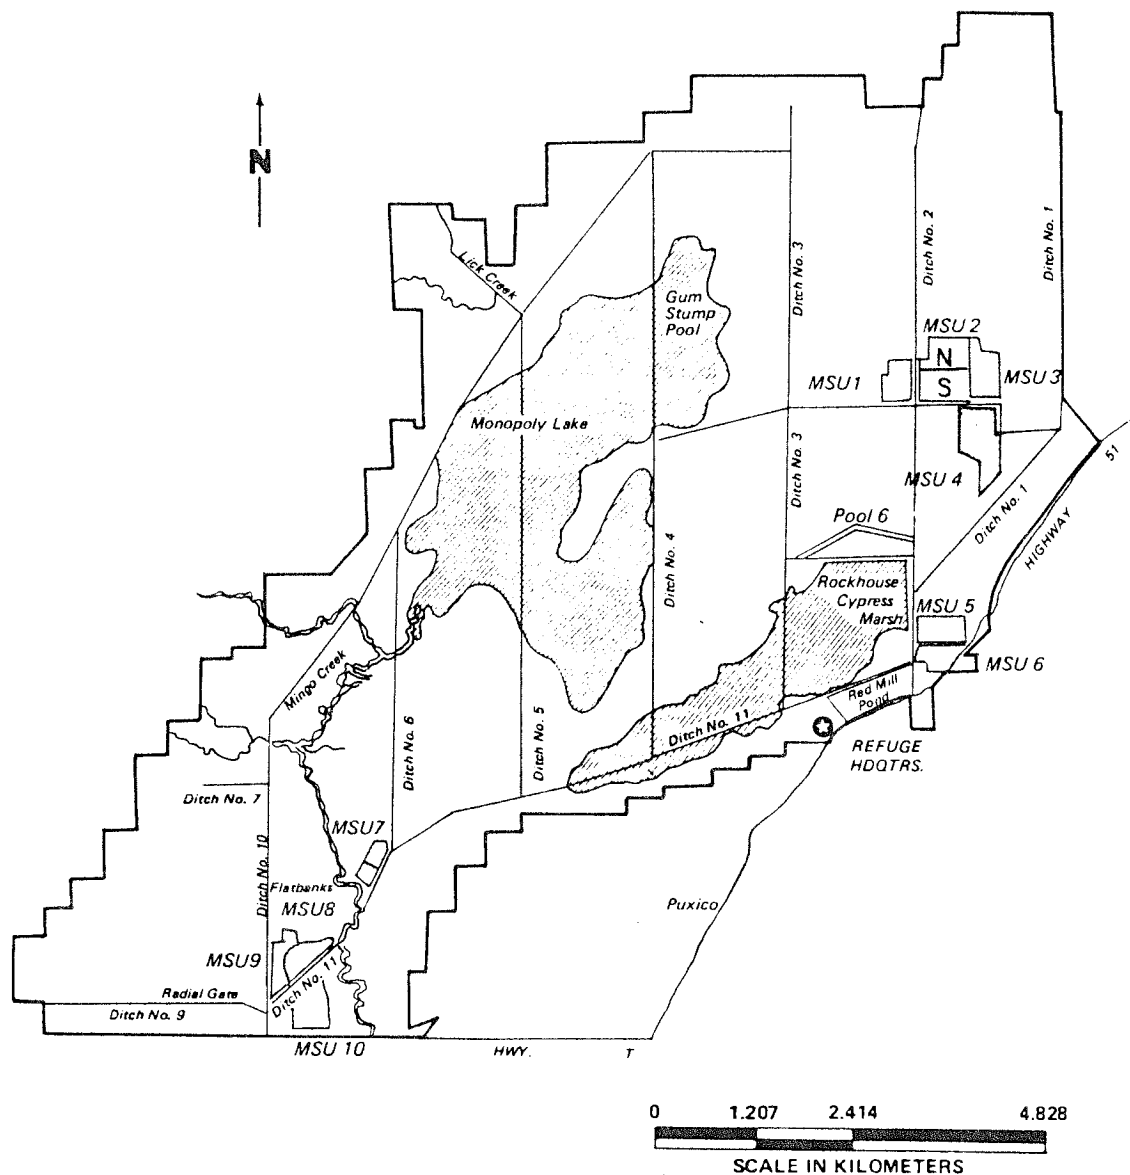 N
Lick Creek
Ditch No. 3
Ditch No. 2
Ditch No. 1
Gum
Stump
Pool
MSU 2
N
S
MSU 1
MSU 3
Monopoly Lake
Ditch No. 3
MSU 4
51
HIGHWAY
Ditch No. 1
Pool 6
Ditch No. 4
Rockhouse
Cypress
Marsh
MSU 5
MSU 6
Mingo Creek
Red Mill
Pond
Ditch No. 11
Ditch No. 6
Ditch No. 5
REFUGE
HDQTRS.
Ditch No. 7
MSU7
Ditch No. 10
Flatbanks
MSU8
Puxico
MSU9
Ditch No. 11
Radial Gate
Ditch No. 9
MSU 10
HWY. T
0 1.207 2.414 4.828
SCALE IN KILOMETERS